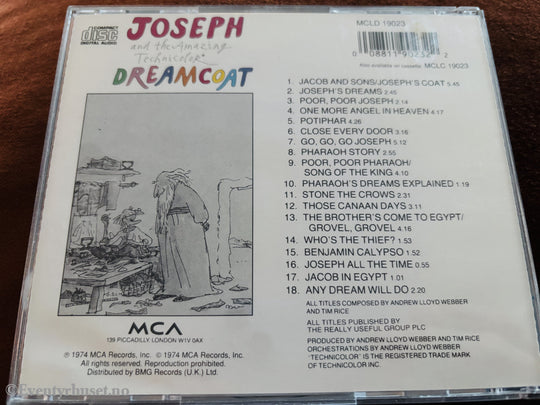 COMPACT
disc
DIGITAL AUDIO
JOSEPH
and the Amazing
Technicolor*
DREAMCOAT
MCLD 19023
0 08811 90232 2
Also available on cassette MCLC 19023
1. JACOB AND SONS/JOSEPH'S COAT 5.45
2. JOSEPH'S DREAMS 2.45
3. POOR, POOR JOSEPH 2.14
4. ONE MORE ANGEL IN HEAVEN 4.17
5. POTIPHAR 4.26
6. CLOSE EVERY DOOR 3.16
7. GO, GO, GO JOSEPH 5.12
8. PHARAOH STORY 2.55
9. POOR, POOR PHARAOH/
SONG OF THE KING 4.10
10. PHARAOH'S DREAMS EXPLAINED 1.19
11. STONE THE CROWS 2.31
12. THOSE CANAAN DAYS 3.11
13. THE BROTHER'S COME TO EGYPT/
GROVEL, GROVEL 4.16
14. WHO'S THE THIEF? 1.53
15. BENJAMIN CALYPSO 1.52
16. JOSEPH ALL THE TIME 0.55
17. JACOB IN EGYPT 1.01
18. ANY DREAM WILL DO 2.20
ALL TITLES COMPOSED BY ANDREW LLOYD WEBBER
AND TIM RICE
ALL TITLES PUBLISHED BY
THE REALLY USEFUL GROUP PLC
PRODUCED BY ANDREW LLOYD WEBBER AND TIM RICE
ORCHESTRATIONS BY ANDREW LLOYD WEBBER
'TECHNICOLOR' IS THE REGISTERED TRADE MARK
OF TECHNICOLOR INC.
MCA
139 PICCADILLY LONDON W1V 0AX
℗ 1974 MCA Records, Inc. © 1974 MCA Records, Inc.
All rights reserved.
Distributed by BMG Records (U.K.) Ltd.
© Eventyrhuset.no